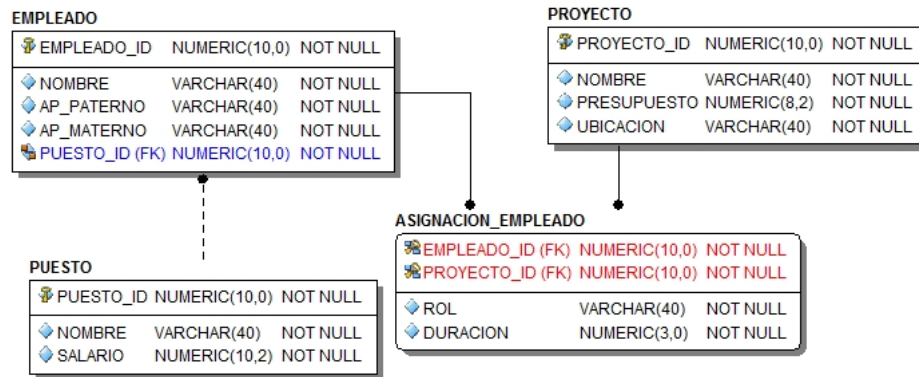 EMPLEADO
EMPLEADO_ID NUMERIC(10,0) NOT NULL
NOMBRE VARCHAR(40) NOT NULL
AP_PATERNO VARCHAR(40) NOT NULL
AP_MATERNO VARCHAR(40) NOT NULL
PUESTO_ID (FK) NUMERIC(10,0) NOT NULL
PROYECTO
PROYECTO_ID NUMERIC(10,0) NOT NULL
NOMBRE VARCHAR(40) NOT NULL
PRESUPUESTO NUMERIC(8,2) NOT NULL
UBICACION VARCHAR(40) NOT NULL
PUESTO
PUESTO_ID NUMERIC(10,0) NOT NULL
NOMBRE VARCHAR(40) NOT NULL
SALARIO NUMERIC(10,2) NOT NULL
ASIGNACION_EMPLEADO
EMPLEADO_ID (FK) NUMERIC(10,0) NOT NULL
PROYECTO_ID (FK) NUMERIC(10,0) NOT NULL
ROL VARCHAR(40) NOT NULL
DURACION NUMERIC(3,0) NOT NULL